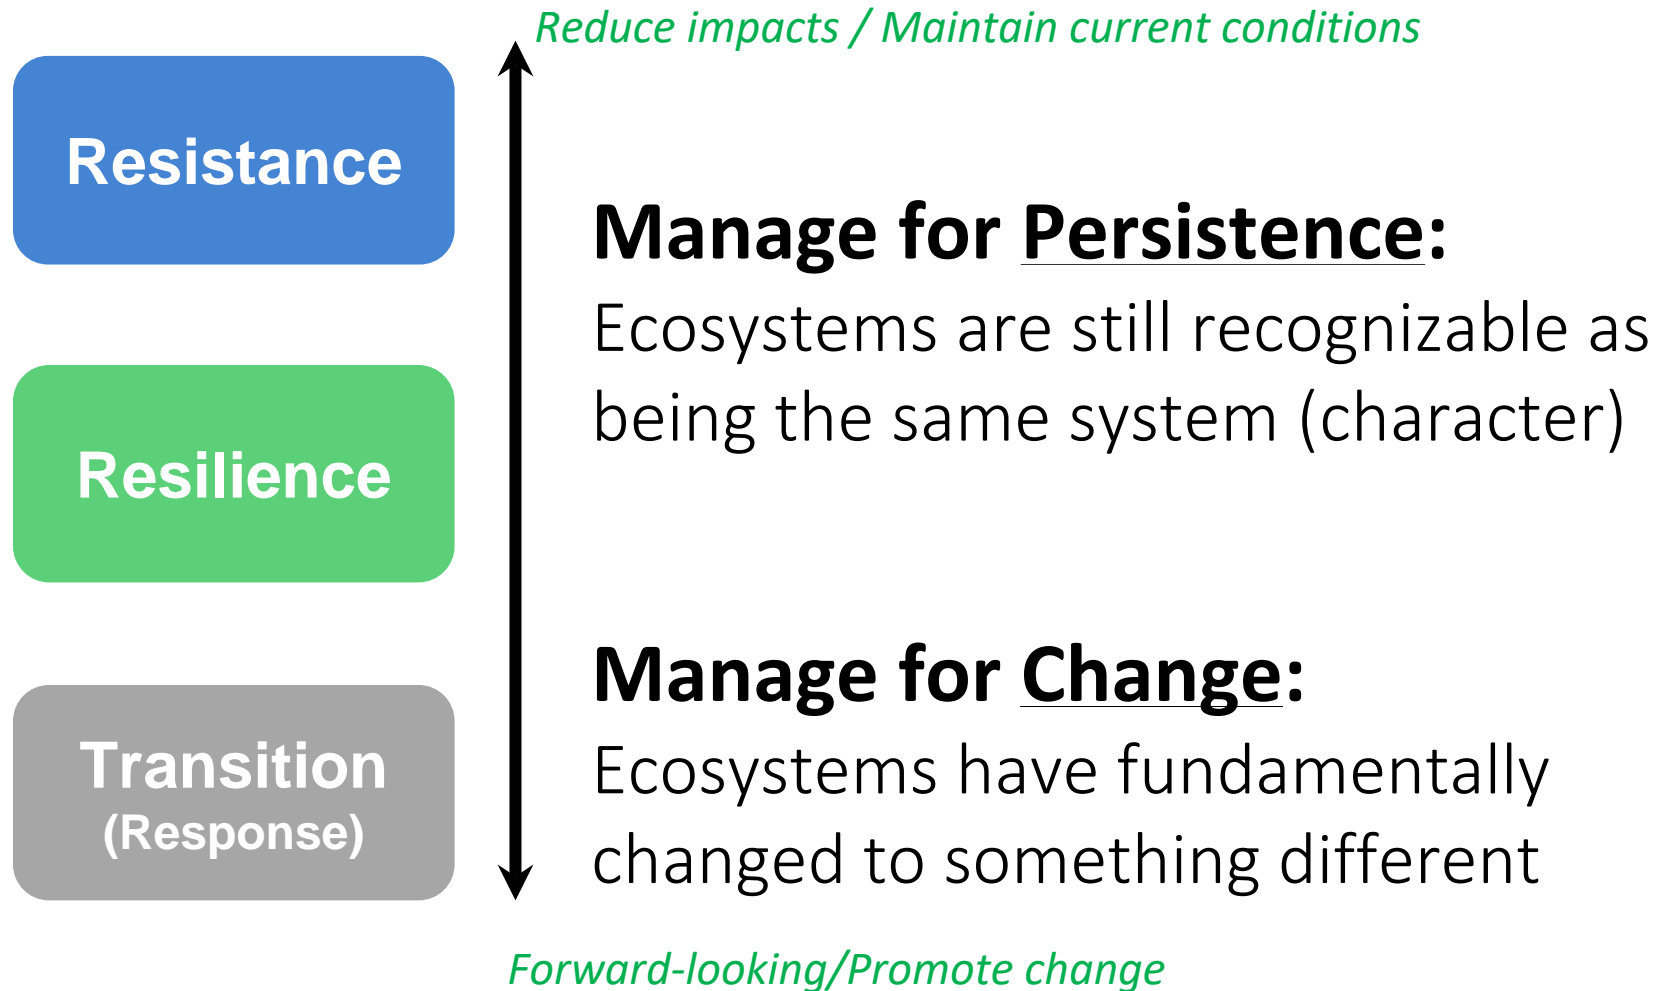 Reduce impacts / Maintain current conditions
Resistance
Manage for Persistence:
Ecosystems are still recognizable as
being the same system (character)
Resilience
Manage for Change:
Transition
(Response)
Ecosystems have fundamentally
changed to something different
Forward-looking/Promote change